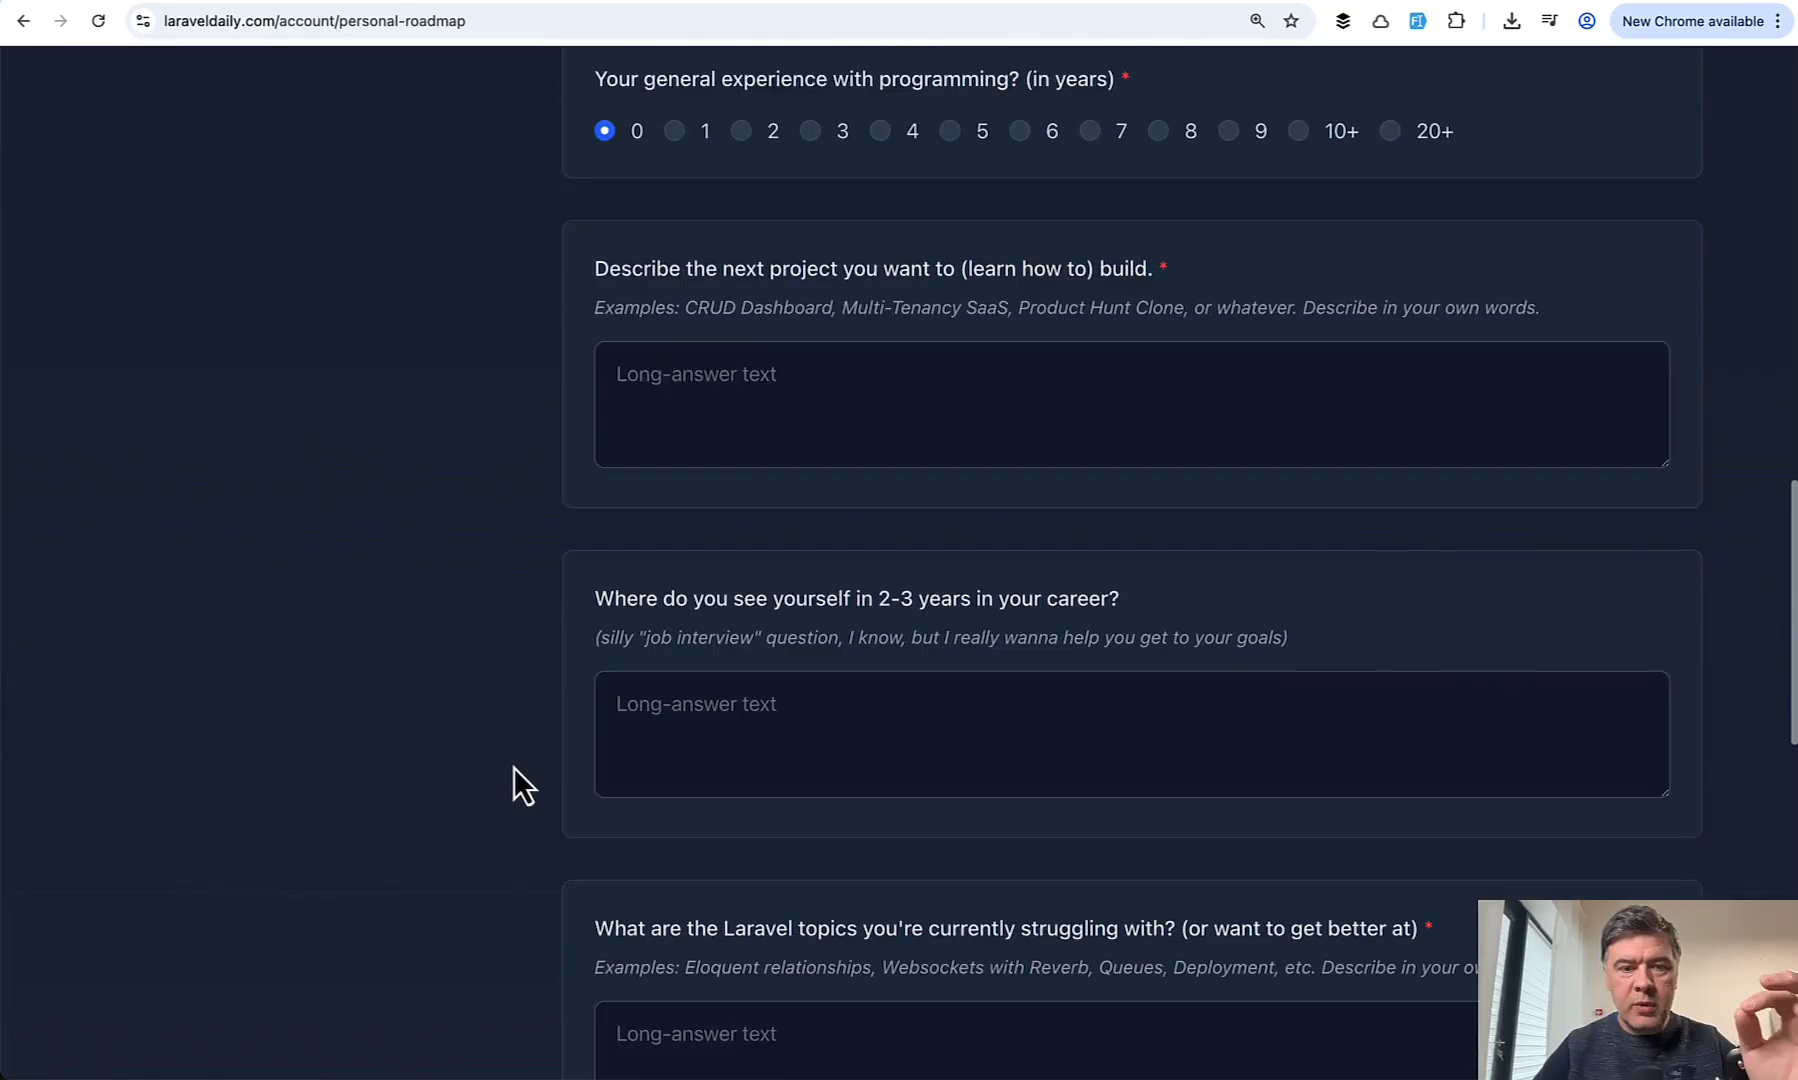 laraveldaily.com/account/personal-roadmap
New Chrome available
Your general experience with programming? (in years) *
0 1 2 3 4 5 6 7 8 9 10+ 20+
Describe the next project you want to (learn how to) build. *
Examples: CRUD Dashboard, Multi-Tenancy SaaS, Product Hunt Clone, or whatever. Describe in your own words.
Long-answer text
Where do you see yourself in 2-3 years in your career?
(silly "job interview" question, I know, but I really wanna help you get to your goals)
Long-answer text
What are the Laravel topics you're currently struggling with? (or want to get better at) *
Examples: Eloquent relationships, Websockets with Reverb, Queues, Deployment, etc. Describe in your
Long-answer text